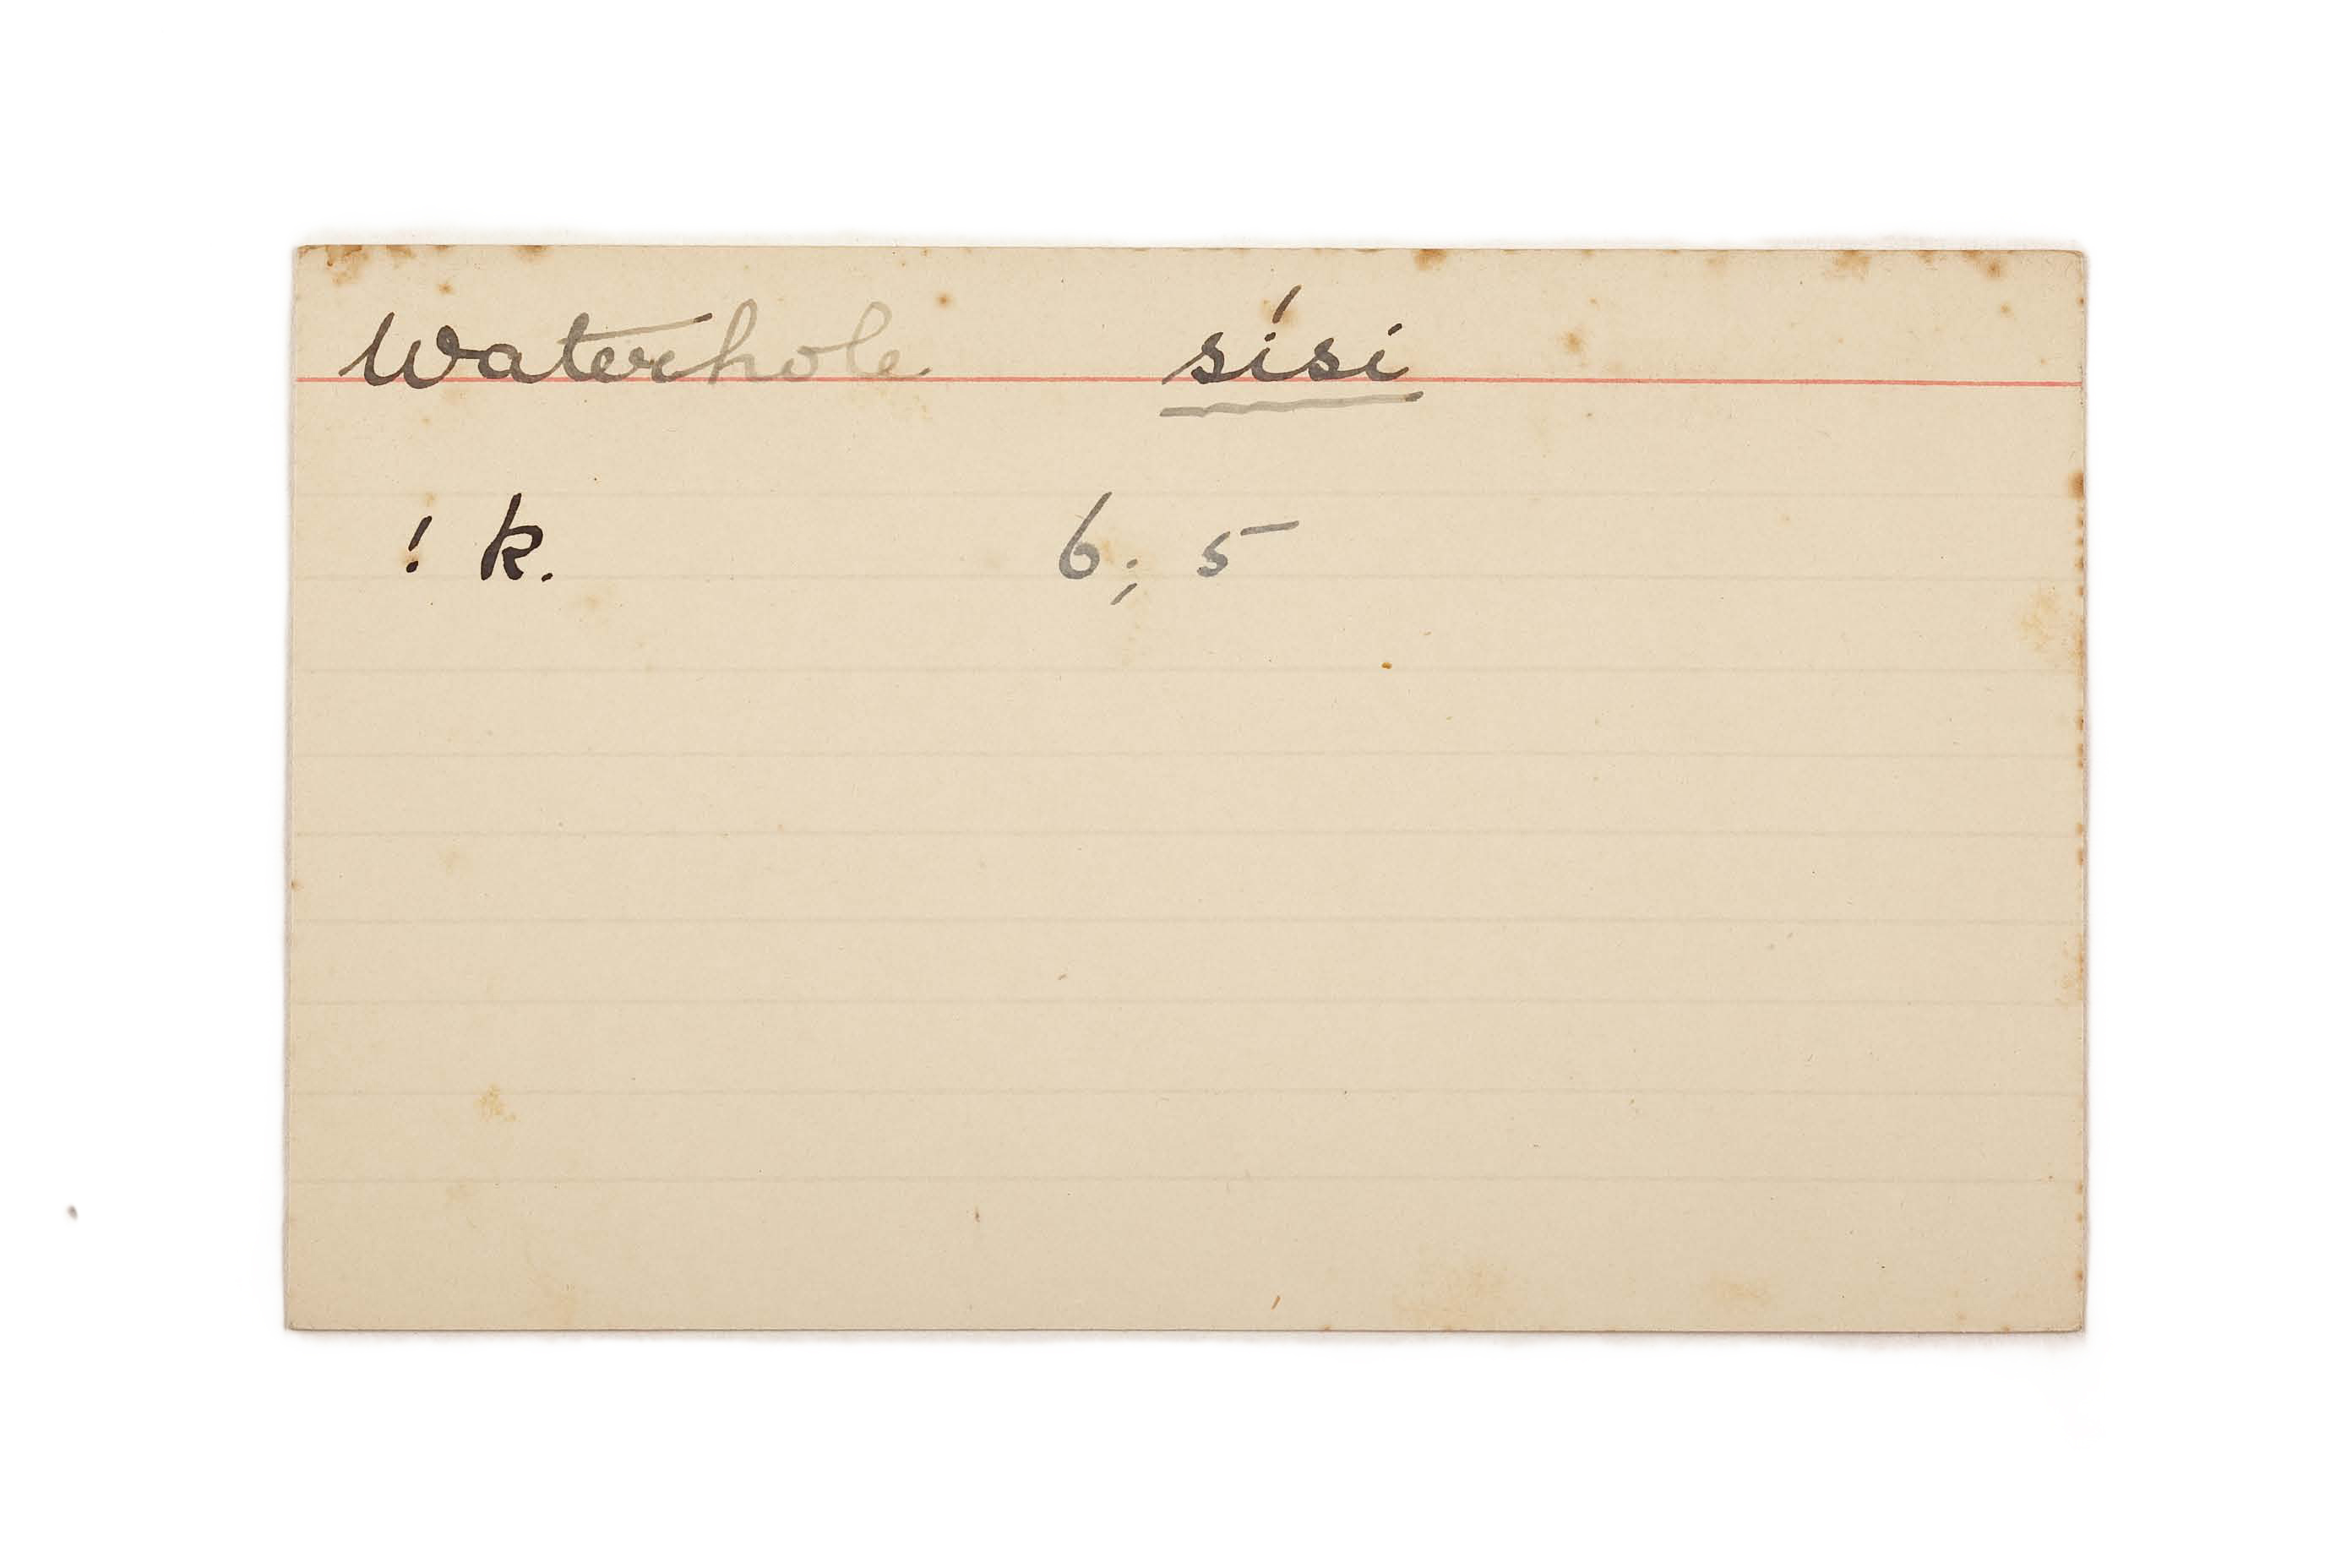 Waterhole sísi
! k. 6; 5